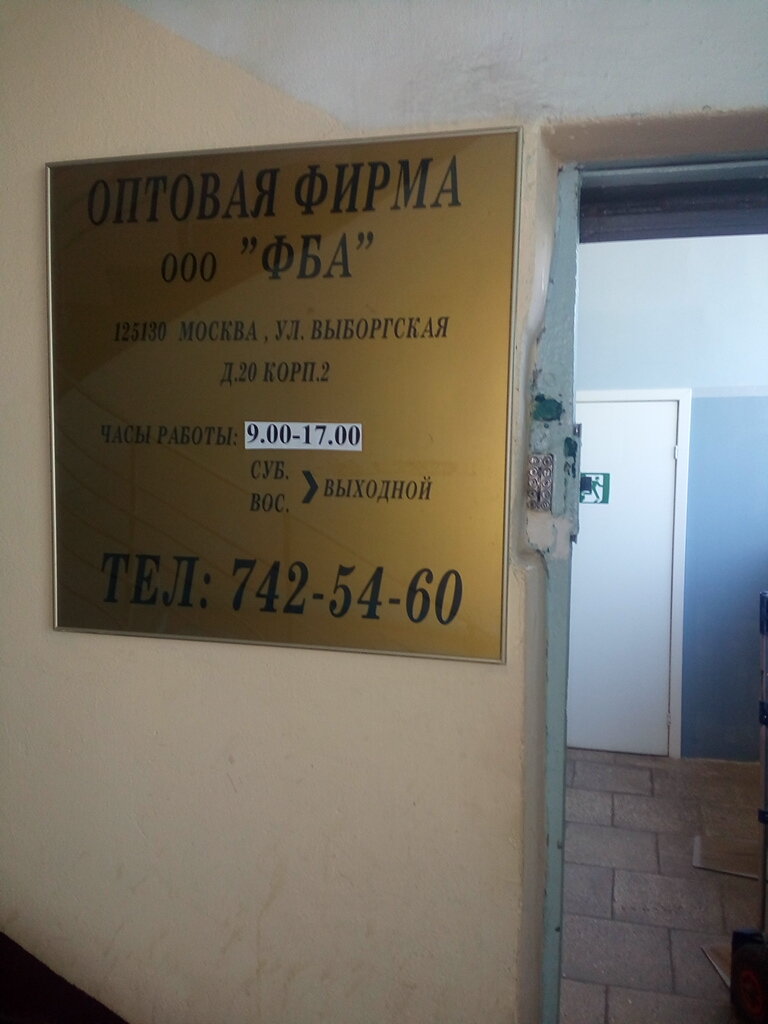 ОПТОВАЯ ФИРМА
ООО "ФБА"
125130 МОСКВА , УЛ. ВЫБОРГСКАЯ
Д.20 КОРП.2
ЧАСЫ РАБОТЫ: 9.00-17.00
СУБ.
ВОС.
ВЫХОДНОЙ
ТЕЛ: 742-54-60